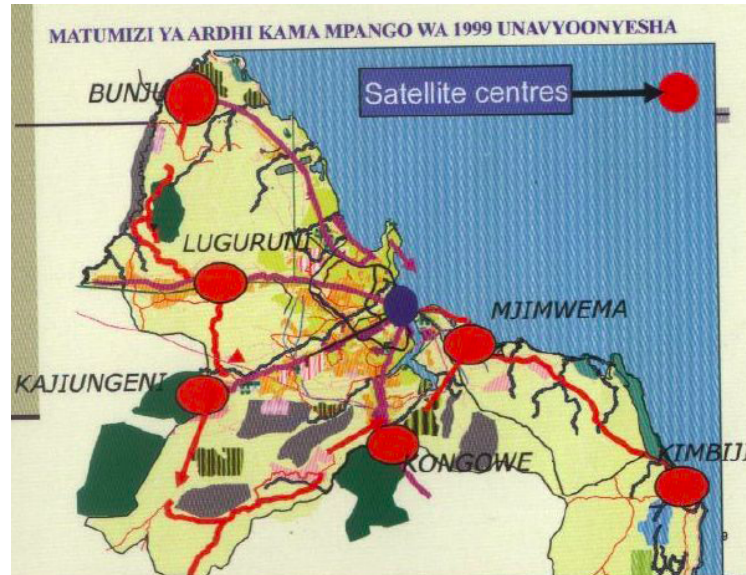 MATUMIZI YA ARDHI KAMA MPANGO WA 1999 UNAVYOONYESHA
BUNJU
Satellite centres
LUGURUNI
MJIMWEMA
KAJIUNGENI
KONGOWE
KIMBIJI
a